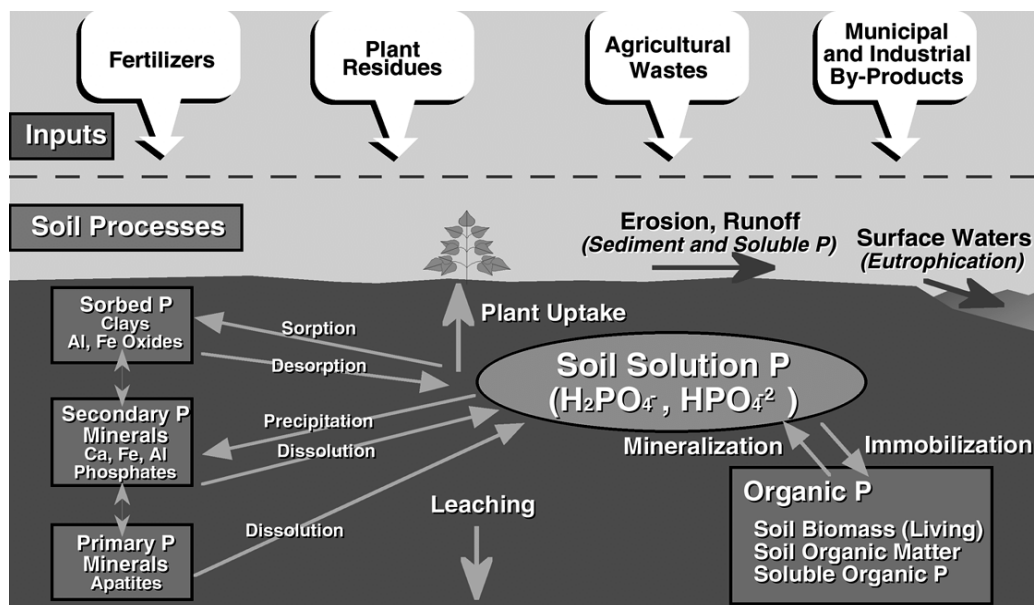 Fertilizers
Plant
Residues
Agricultural
Wastes
Municipal
and Industrial
By-Products
Inputs
Soil Processes
Erosion, Runoff
(Sediment and Soluble P)
Surface Waters
(Eutrophication)
Sorbed P
Clays
Al, Fe Oxides
Sorption
Desorption
Plant Uptake
Soil Solution P
(H₂PO₄⁻, HPO₄⁻²)
Secondary P
Minerals
Ca, Fe, Al
Phosphates
Precipitation
Dissolution
Mineralization
Immobilization
Primary P
Minerals
Apatites
Dissolution
Leaching
Organic P
Soil Biomass (Living)
Soil Organic Matter
Soluble Organic P